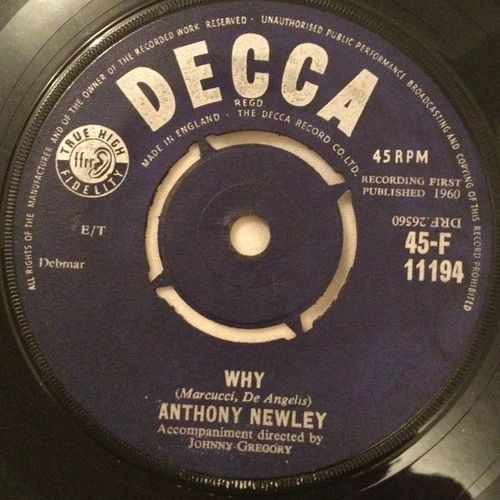 ALL RIGHTS OF THE MANUFACTURER AND OF THE OWNER OF THE RECORDED WORK RESERVED · UNAUTHORISED PUBLIC PERFORMANCE BROADCASTING AND COPYING OF THIS RECORD PROHIBITED
DECCA
REGD
MADE IN ENGLAND · THE DECCA RECORD CO. LTD.
TRUE HIGH
ffrr
FIDELITY
45 RPM
RECORDING FIRST
PUBLISHED 1960
DRF.26560
E/T
45-F
11194
Debmar
WHY
(Marcucci, De Angelis)
ANTHONY NEWLEY
Accompaniment directed by
JOHNNY GREGORY